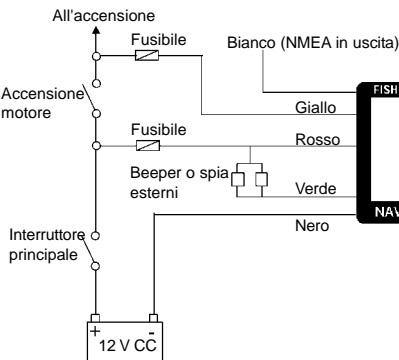 All'accensione
Fusibile
Bianco (NMEA in uscita)
FISH
Accensione
motore
Giallo
Fusibile
Rosso
Beeper o spia
esterni
Verde
NAV
Nero
Interruttore
principale
+ -
12 V CC